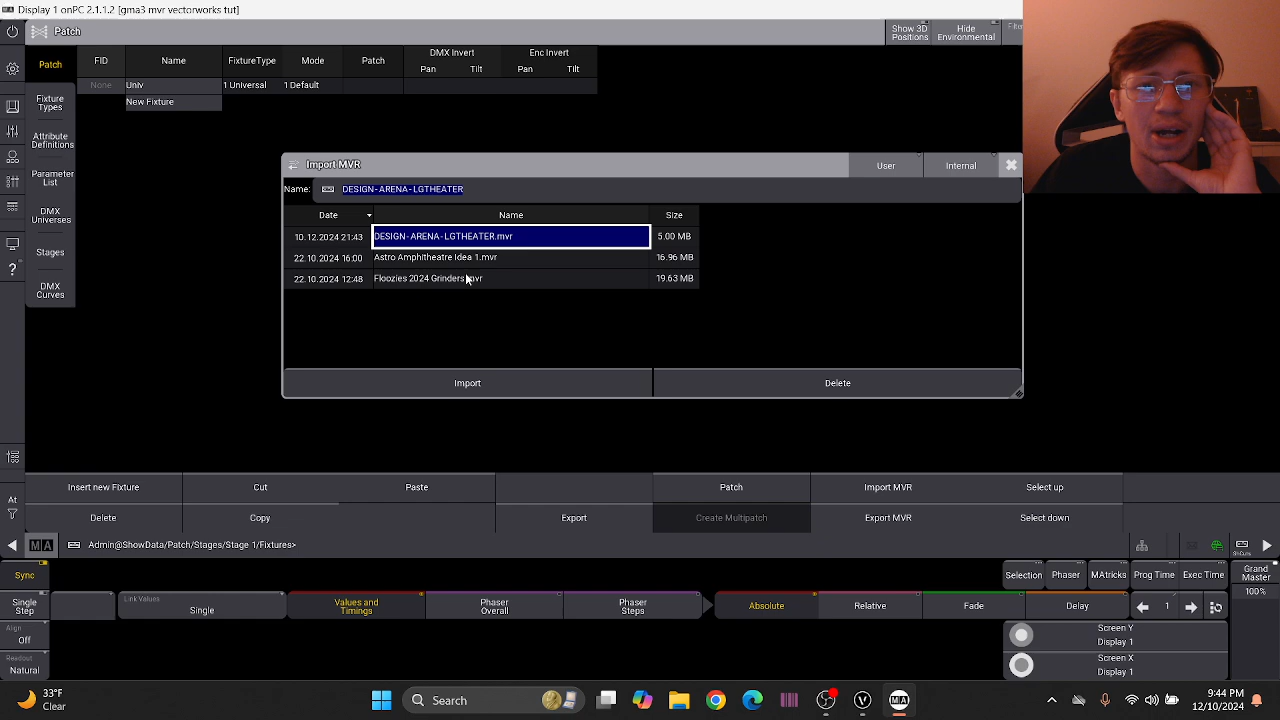 Display 1 onPC 2.1.1.2 [gma3 mvr vectorworks tut]
Patch
Show 3D Positions
Hide Environmental
Patch
FID
Name
FixtureType
Mode
Patch
DMX Invert
Pan
Tilt
Enc Invert
Pan
Tilt
None
Univ
1 Universal
1 Default
New Fixture
Fixture Types
Attribute Definitions
Parameter List
DMX Universes
Stages
DMX Curves
Import MVR
User
Internal
Name:
DESIGN-ARENA-LGTHEATER
Date
Name
Size
10.12.2024 21:43
DESIGN-ARENA-LGTHEATER.mvr
5.00 MB
22.10.2024 16:00
Astro Amphitheatre Idea 1.mvr
16.96 MB
22.10.2024 12:48
Floozies 2024 Grinders.mvr
19.63 MB
Import
Delete
Insert new Fixture
Cut
Paste
Patch
Import MVR
Select up
Delete
Copy
Export
Create Multipatch
Export MVR
Select down
At
MA
Admin@ShowData/Patch/Stages/Stage 1/Fixtures>
Sync
Selection
Phaser
MAtricks
Prog Time
Exec Time
Grand Master
100%
Single Step
Link Values
Single
Values and Timings
Phaser Overall
Phaser Steps
Absolute
Relative
Fade
Delay
1
Align
Off
Screen Y
Display 1
Readout
Natural
Screen X
Display 1
33°F
Clear
Search
9:44 PM
12/10/2024